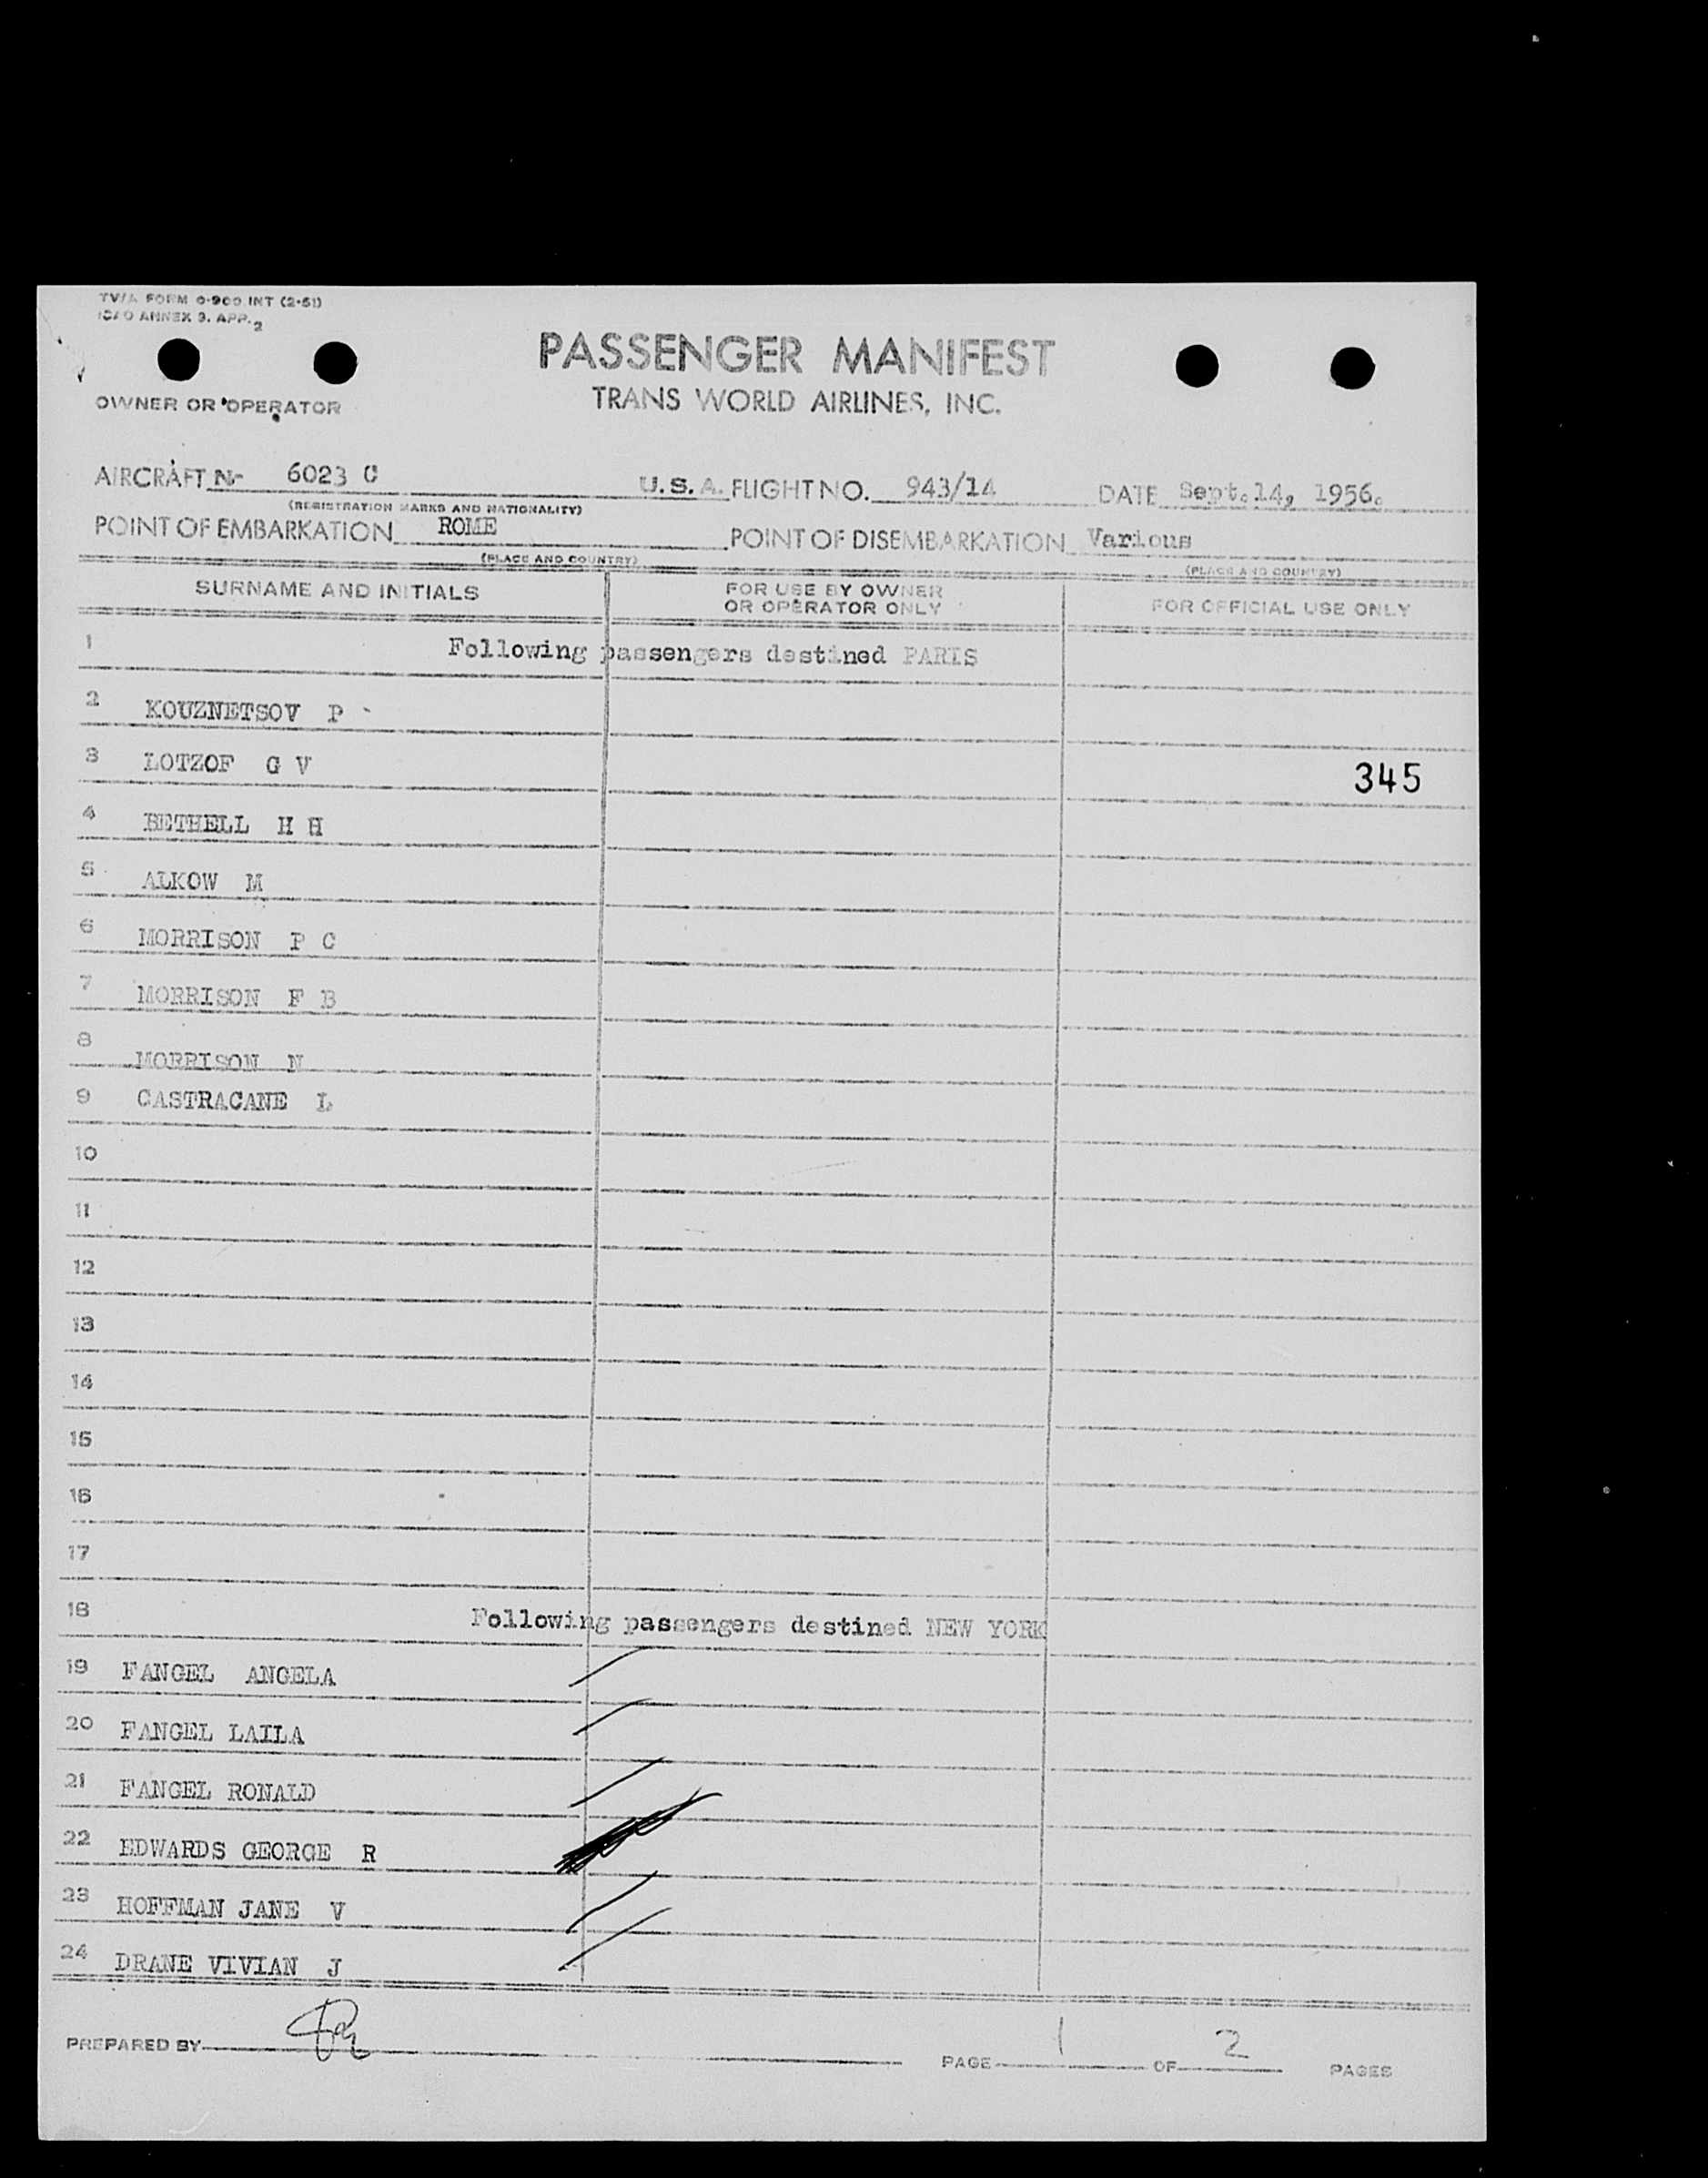 TWA FORM 0-900 INT (2-51)
ICAO ANNEX 9. APP. 2
PASSENGER MANIFEST
OWNER OR OPERATOR
TRANS WORLD AIRLINES, INC.
AIRCRAFT Nr 6023 C U.S.A. FLIGHT NO. 943/14 DATE Sept.14, 1956.
(REGISTRATION MARKS AND NATIONALITY)
POINT OF EMBARKATION ROME POINT OF DISEMBARKATION Various
(PLACE AND COUNTRY) (PLACE AND COUNTRY)
SURNAME AND INITIALS FOR USE BY OWNER OR OPERATOR ONLY FOR OFFICIAL USE ONLY
1 Following passengers destined PARIS
2 KOUZNETSOV P
3 LOTZOF G V 345
4 BETHELL H H
5 ALKOW M
6 MORRISON P C
7 MORRISON F B
8 MORRISON N
9 CASTRACANE L
10
11
12
13
14
15
16
17
18 Following passengers destined NEW YORK
19 FANGEL ANGELA
20 FANGEL LAILA
21 FANGEL RONALD
22 EDWARDS GEORGE R
23 HOFFMAN JANE V
24 DRANE VIVIAN J
PREPARED BY PAGE 1 OF 2 PAGES